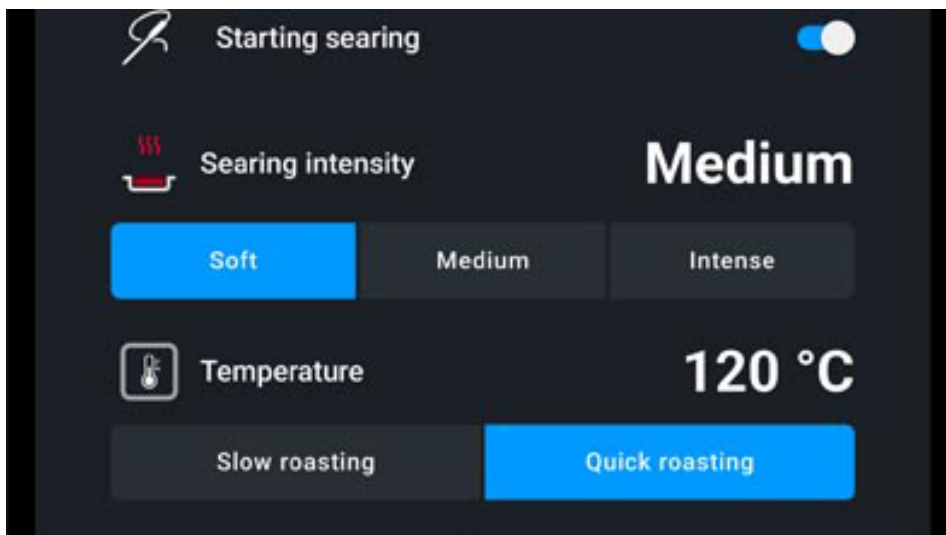 Starting searing
Searing intensity Medium
Soft Medium Intense
Temperature 120 °C
Slow roasting Quick roasting